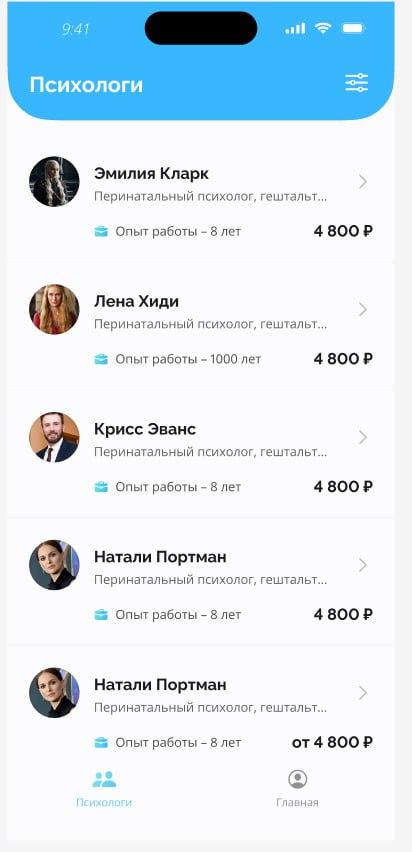 9:41
Психологи
Эмилия Кларк
Перинатальный психолог, гештальт...
Опыт работы – 8 лет
4 800 ₽
Лена Хиди
Перинатальный психолог, гештальт...
Опыт работы – 1000 лет
4 800 ₽
Крисс Эванс
Перинатальный психолог, гештальт...
Опыт работы – 8 лет
4 800 ₽
Натали Портман
Перинатальный психолог, гештальт...
Опыт работы – 8 лет
4 800 ₽
Натали Портман
Перинатальный психолог, гештальт...
Опыт работы – 8 лет
от 4 800 ₽
Психологи
Главная